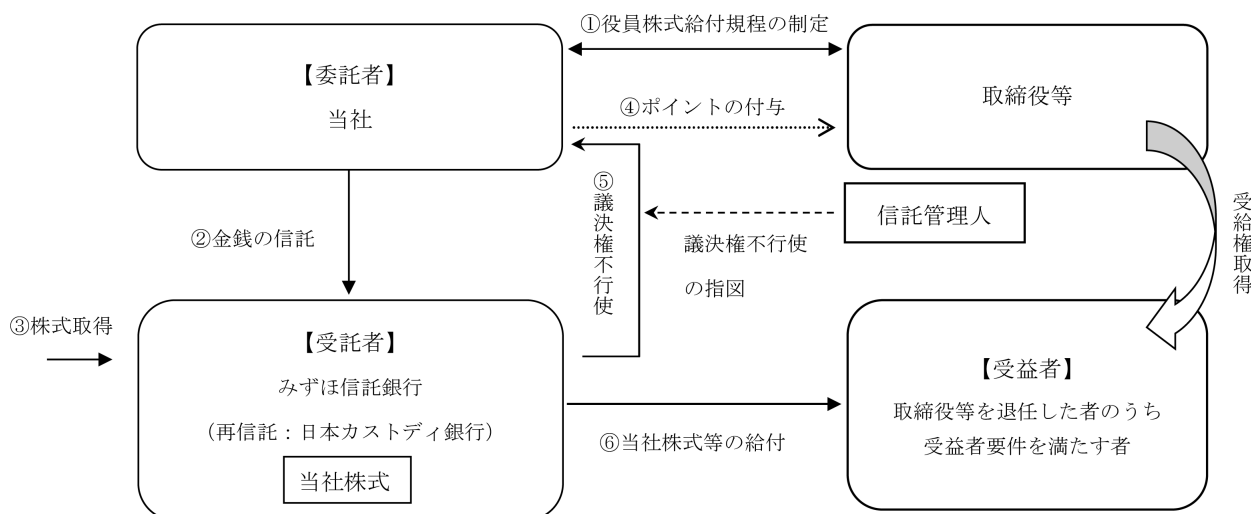 ①役員株式給付規程の制定
【委託者】
当社
取締役等
④ポイントの付与
⑤議決権不行使
信託管理人
議決権不行使
の指図
受給権取得
②金銭の信託
③株式取得
【受託者】
みずほ信託銀行
（再信託：日本カストディ銀行）
当社株式
⑥当社株式等の給付
【受益者】
取締役等を退任した者のうち
受益者要件を満たす者